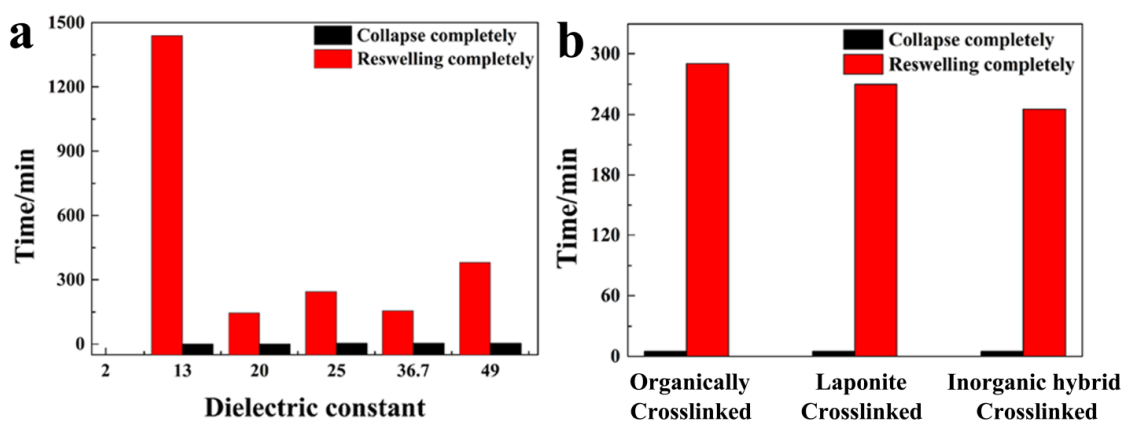 a
Time/min
1500
1200
900
600
300
0
Collapse completely
Reswelling completely
2 13 20 25 36.7 49
Dielectric constant
b
Time/min
300
240
180
120
60
0
Collapse completely
Reswelling completely
Organically
Crosslinked
Laponite
Crosslinked
Inorganic hybrid
Crosslinked